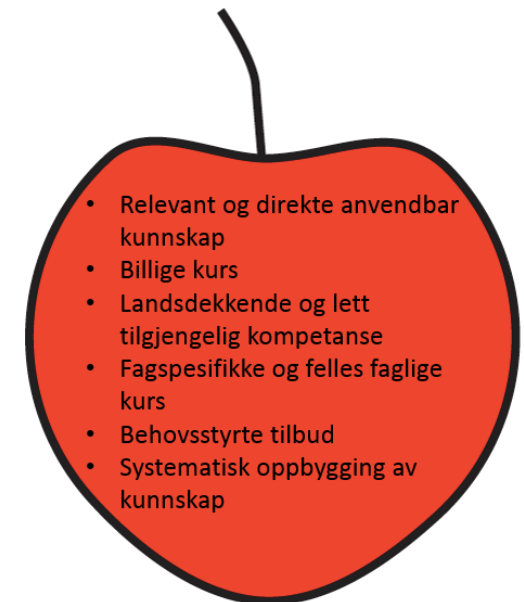 • Relevant og direkte anvendbar
kunnskap
• Billige kurs
• Landsdekkende og lett
tilgjengelig kompetanse
• Fagspesifikke og felles faglige
kurs
• Behovsstyrte tilbud
• Systematisk oppbygging av
kunnskap